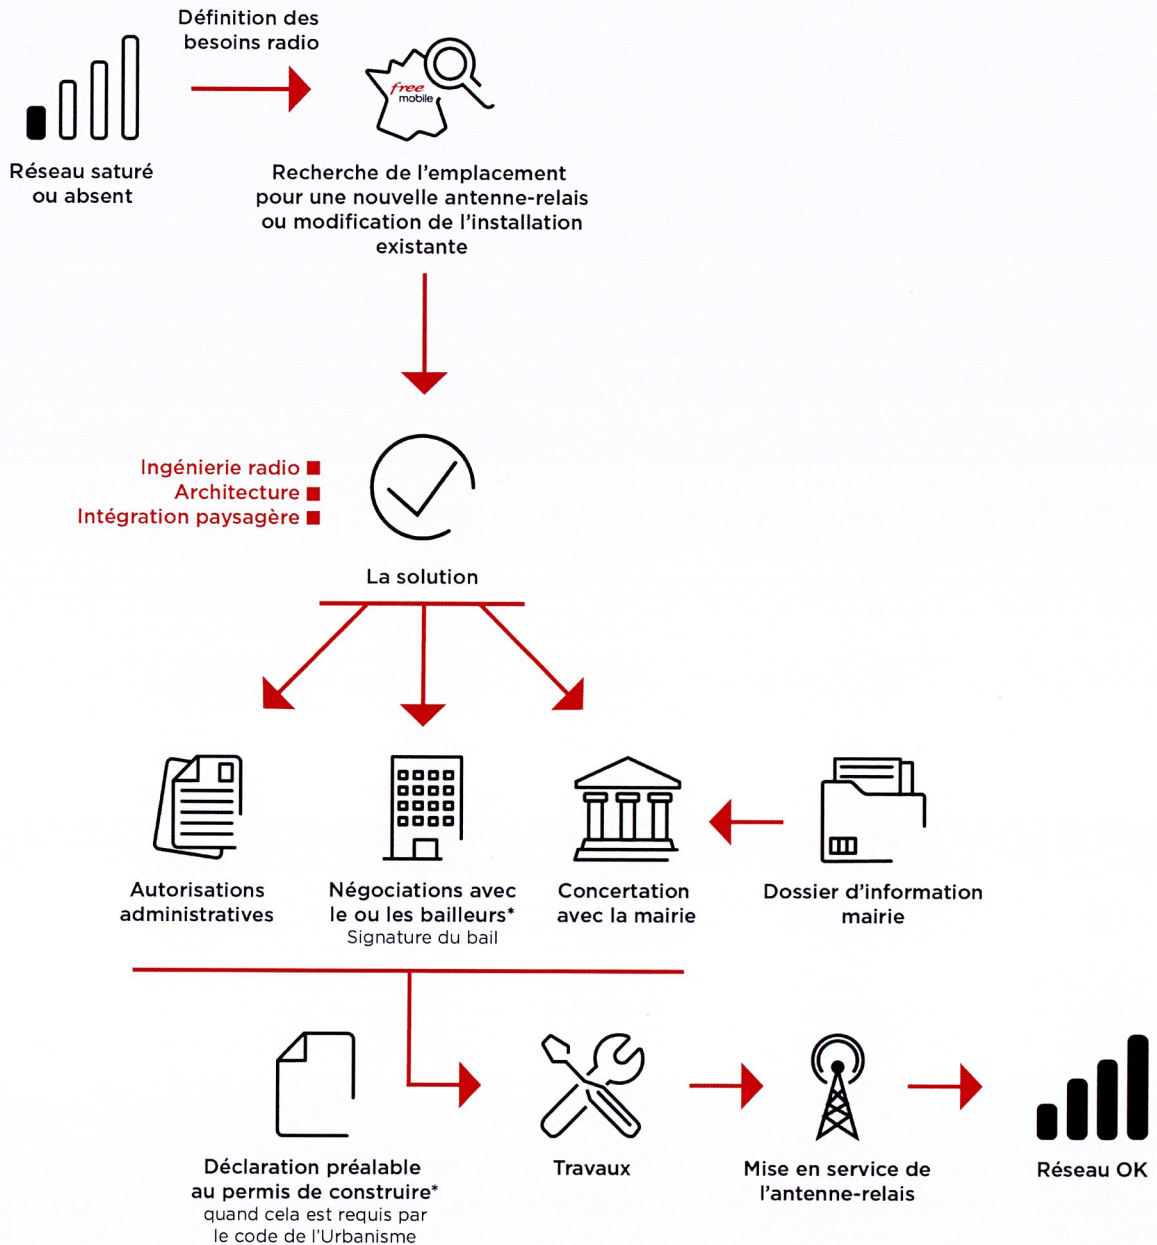 Définition des
besoins radio
free
mobile
Réseau saturé
ou absent
Recherche de l'emplacement
pour une nouvelle antenne-relais
ou modification de l'installation
existante
Ingénierie radio
Architecture
Intégration paysagère
La solution
Autorisations
administratives
Négociations avec
le ou les bailleurs*
Signature du bail
Concertation
avec la mairie
Dossier d'information
mairie
Déclaration préalable
au permis de construire*
quand cela est requis par
le code de l'Urbanisme
Travaux
Mise en service de
l'antenne-relais
Réseau OK